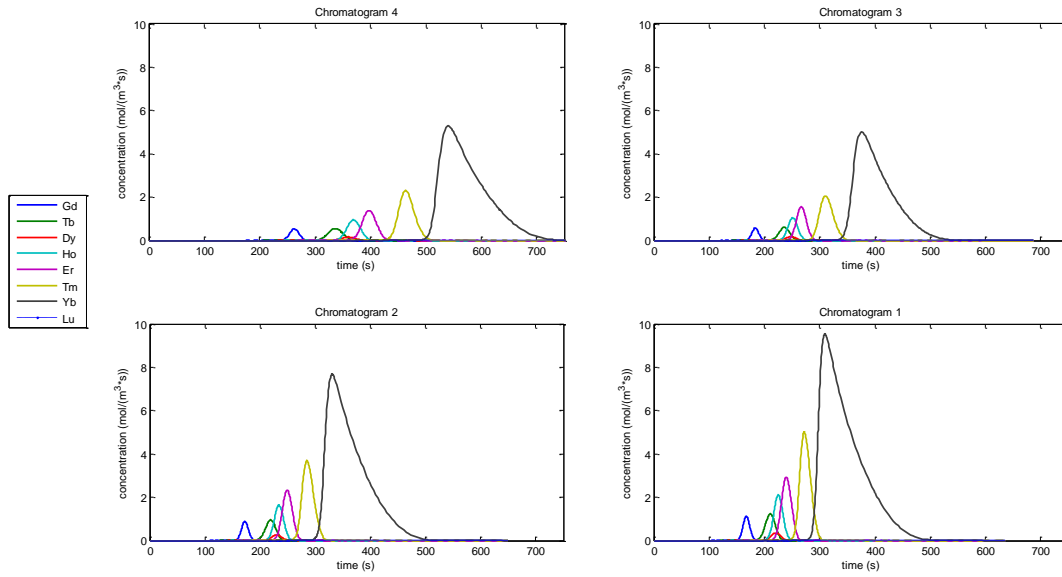 Chromatogram 4
10
8
6
4
2
0
0 100 200 300 400 500 600 700
concentration (mol/(m³*s))
time (s)
Chromatogram 3
10
8
6
4
2
0
0 100 200 300 400 500 600 700
concentration (mol/(m³*s))
time (s)
Gd
Tb
Dy
Ho
Er
Tm
Yb
Lu
Chromatogram 2
10
8
6
4
2
0
0 100 200 300 400 500 600 700
concentration (mol/(m³*s))
time (s)
Chromatogram 1
10
8
6
4
2
0
0 100 200 300 400 500 600 700
concentration (mol/(m³*s))
time (s)